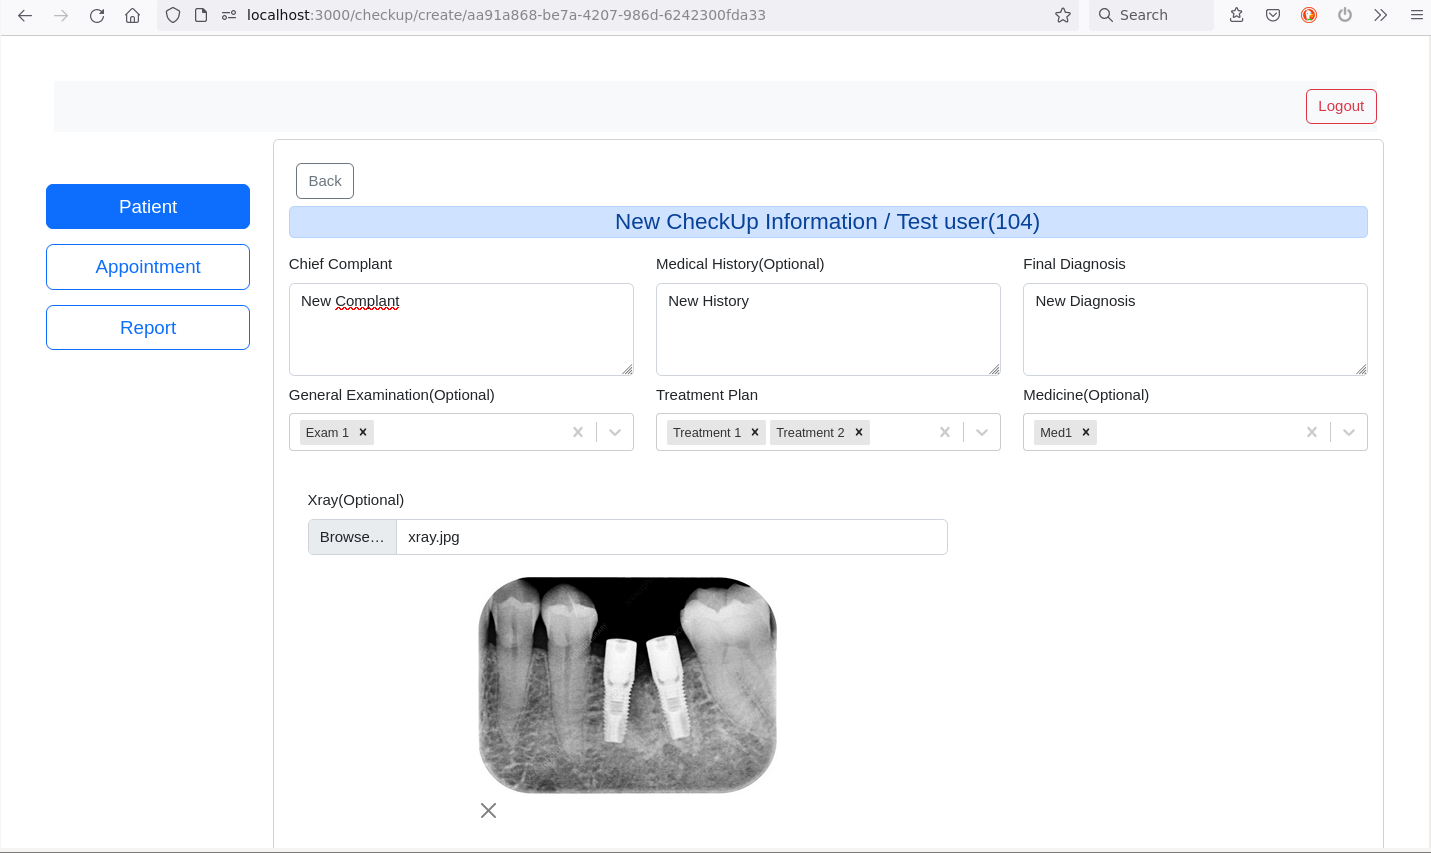 localhost:3000/checkup/create/aa91a868-be7a-4207-986d-6242300fda33
Search
Logout
Back
Patient
Appointment
Report
New CheckUp Information / Test user(104)
Chief Complant
Medical History(Optional)
Final Diagnosis
New Complant
New History
New Diagnosis
General Examination(Optional)
Treatment Plan
Medicine(Optional)
Exam 1
Treatment 1
Treatment 2
Med1
Xray(Optional)
Browse...
xray.jpg